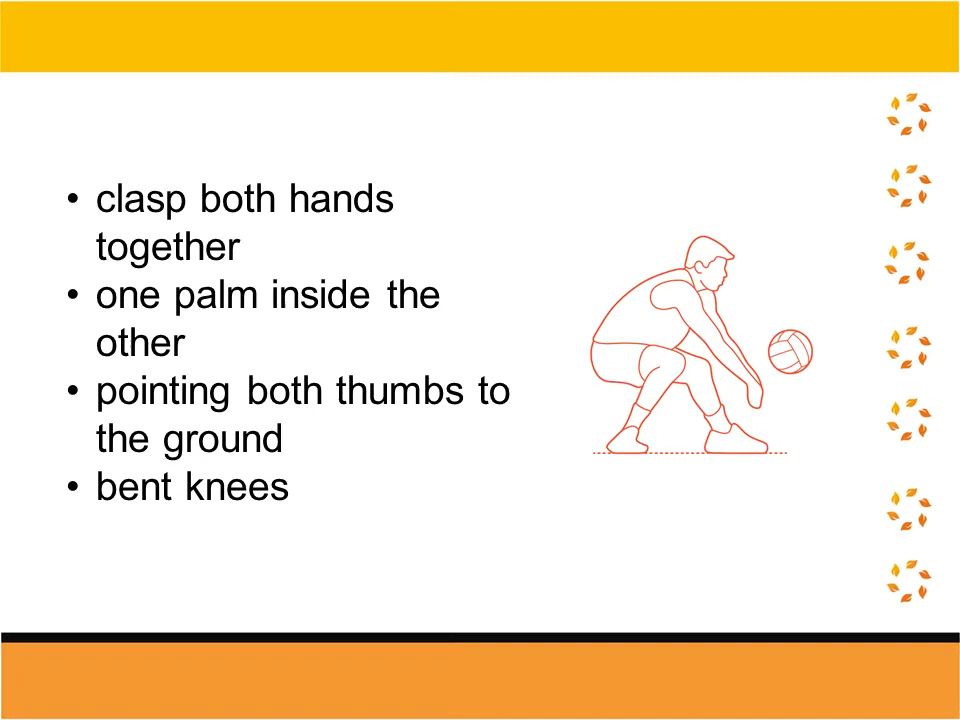 • clasp both hands
together
• one palm inside the
other
• pointing both thumbs to
the ground
• bent knees